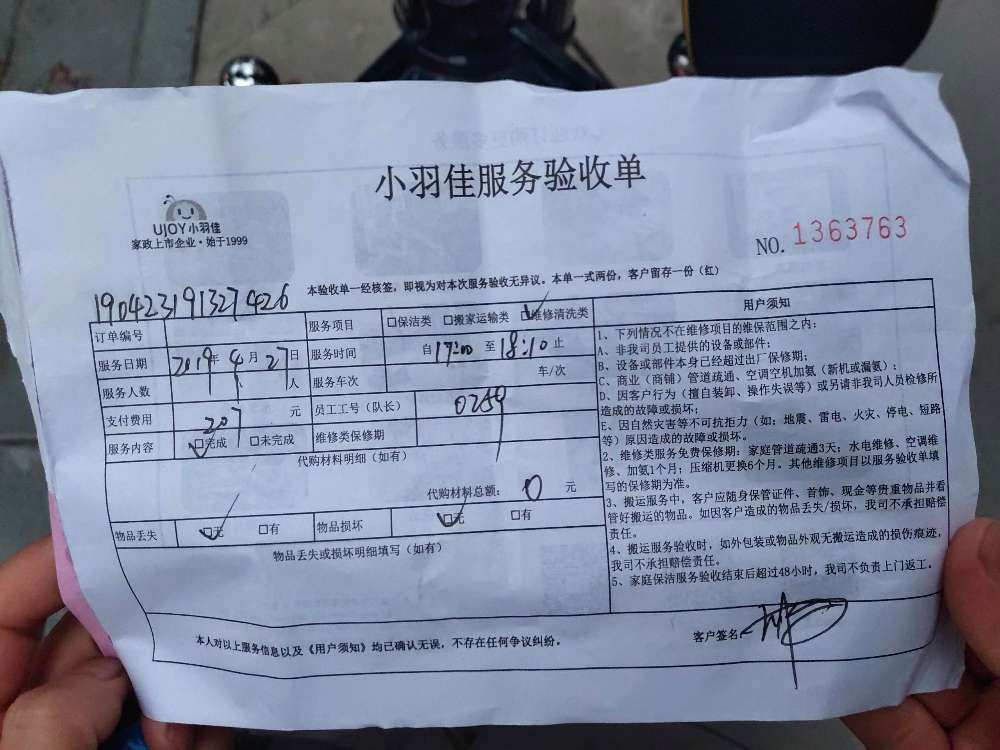 小羽佳服务验收单
UJOY小羽佳
家政上市企业·始于1999
NO. 1363763
本验收单一经核签，即视为对本次服务验收无异议。本单一式两份，客户留存一份（红）
190423191327426
订单编号 服务项目 □保洁类 □搬家运输类 □维修清洗类
服务日期 2019年4月27日 服务时间 自17:00至18:10止
服务人数 人 服务车次 车/次
支付费用 207 元 员工工号（队长） 0259
服务内容 □完成 □未完成 维修类保修期
代购材料明细（如有）
代购材料总额： 0 元
物品丢失 □无 □有 物品损坏 □无 □有
物品丢失或损坏明细填写（如有）
用户须知
1、下列情况不在维修项目的维保范围之内：
A、非我司员工提供的设备或部件；
B、设备或部件本身已经超过出厂保修期；
C、商业（商铺）管道疏通、空调空机加氨（新机或漏氨）；
D、因客户行为（擅自装卸、操作失误等）或另请非我司人员检修所
造成的故障或损坏；
E、因自然灾害等不可抗拒力（如：地震、雷电、火灾、停电、短路
等）原因造成的故障或损坏。
2、维修类服务免费保修期：家庭管道疏通3天；水电维修、空调维
修、加氨1个月；压缩机更换6个月。其他维修项目以服务验收单填
写的保修期为准。
3、搬运服务中，客户应随身保管证件、首饰、现金等贵重物品并看
管好搬运的物品。如因客户造成的物品丢失/损坏，我司不承担赔偿
责任。
4、搬运服务验收时，如外包装或物品外观无搬运造成的损伤痕迹，
我司不承担赔偿责任。
5、家庭保洁服务验收结束后超过48小时，我司不负责上门返工。
本人对以上服务信息以及《用户须知》均已确认无误，不存在任何争议纠纷。
客户签名